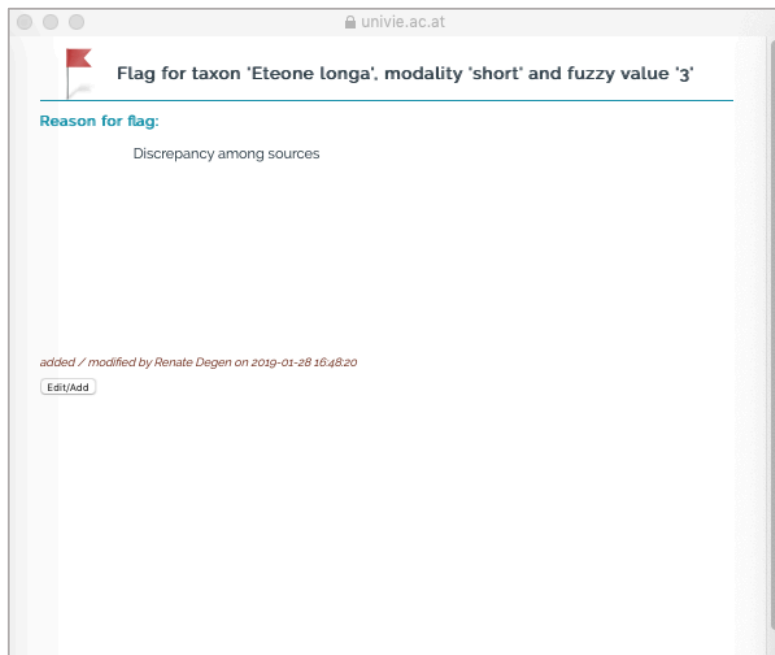 univie.ac.at
Flag for taxon 'Eteone longa', modality 'short' and fuzzy value '3'
Reason for flag:
Discrepancy among sources
added / modified by Renate Degen on 2019-01-28 16:48:20
Edit/Add